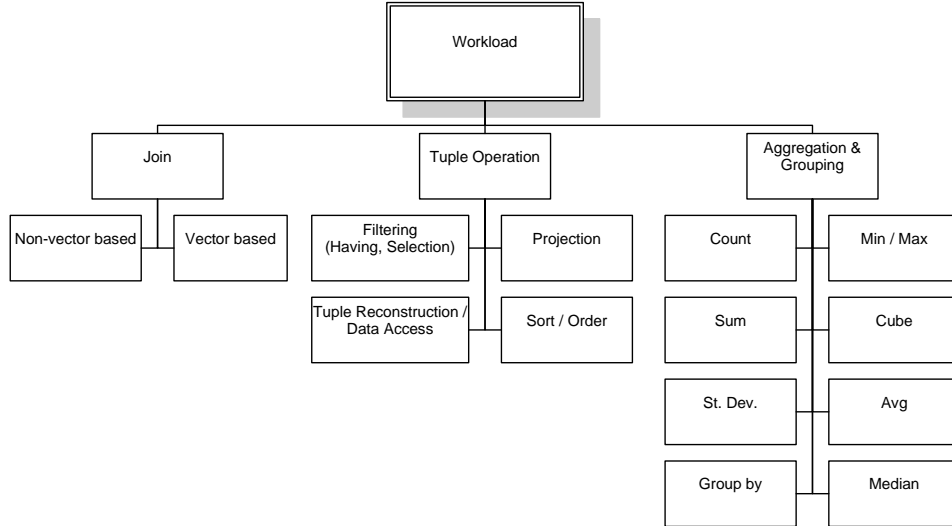 Workload
Join
Tuple Operation
Aggregation &
Grouping
Non-vector based
Vector based
Filtering
(Having, Selection)
Projection
Count
Min / Max
Tuple Reconstruction /
Data Access
Sort / Order
Sum
Cube
St. Dev.
Avg
Group by
Median